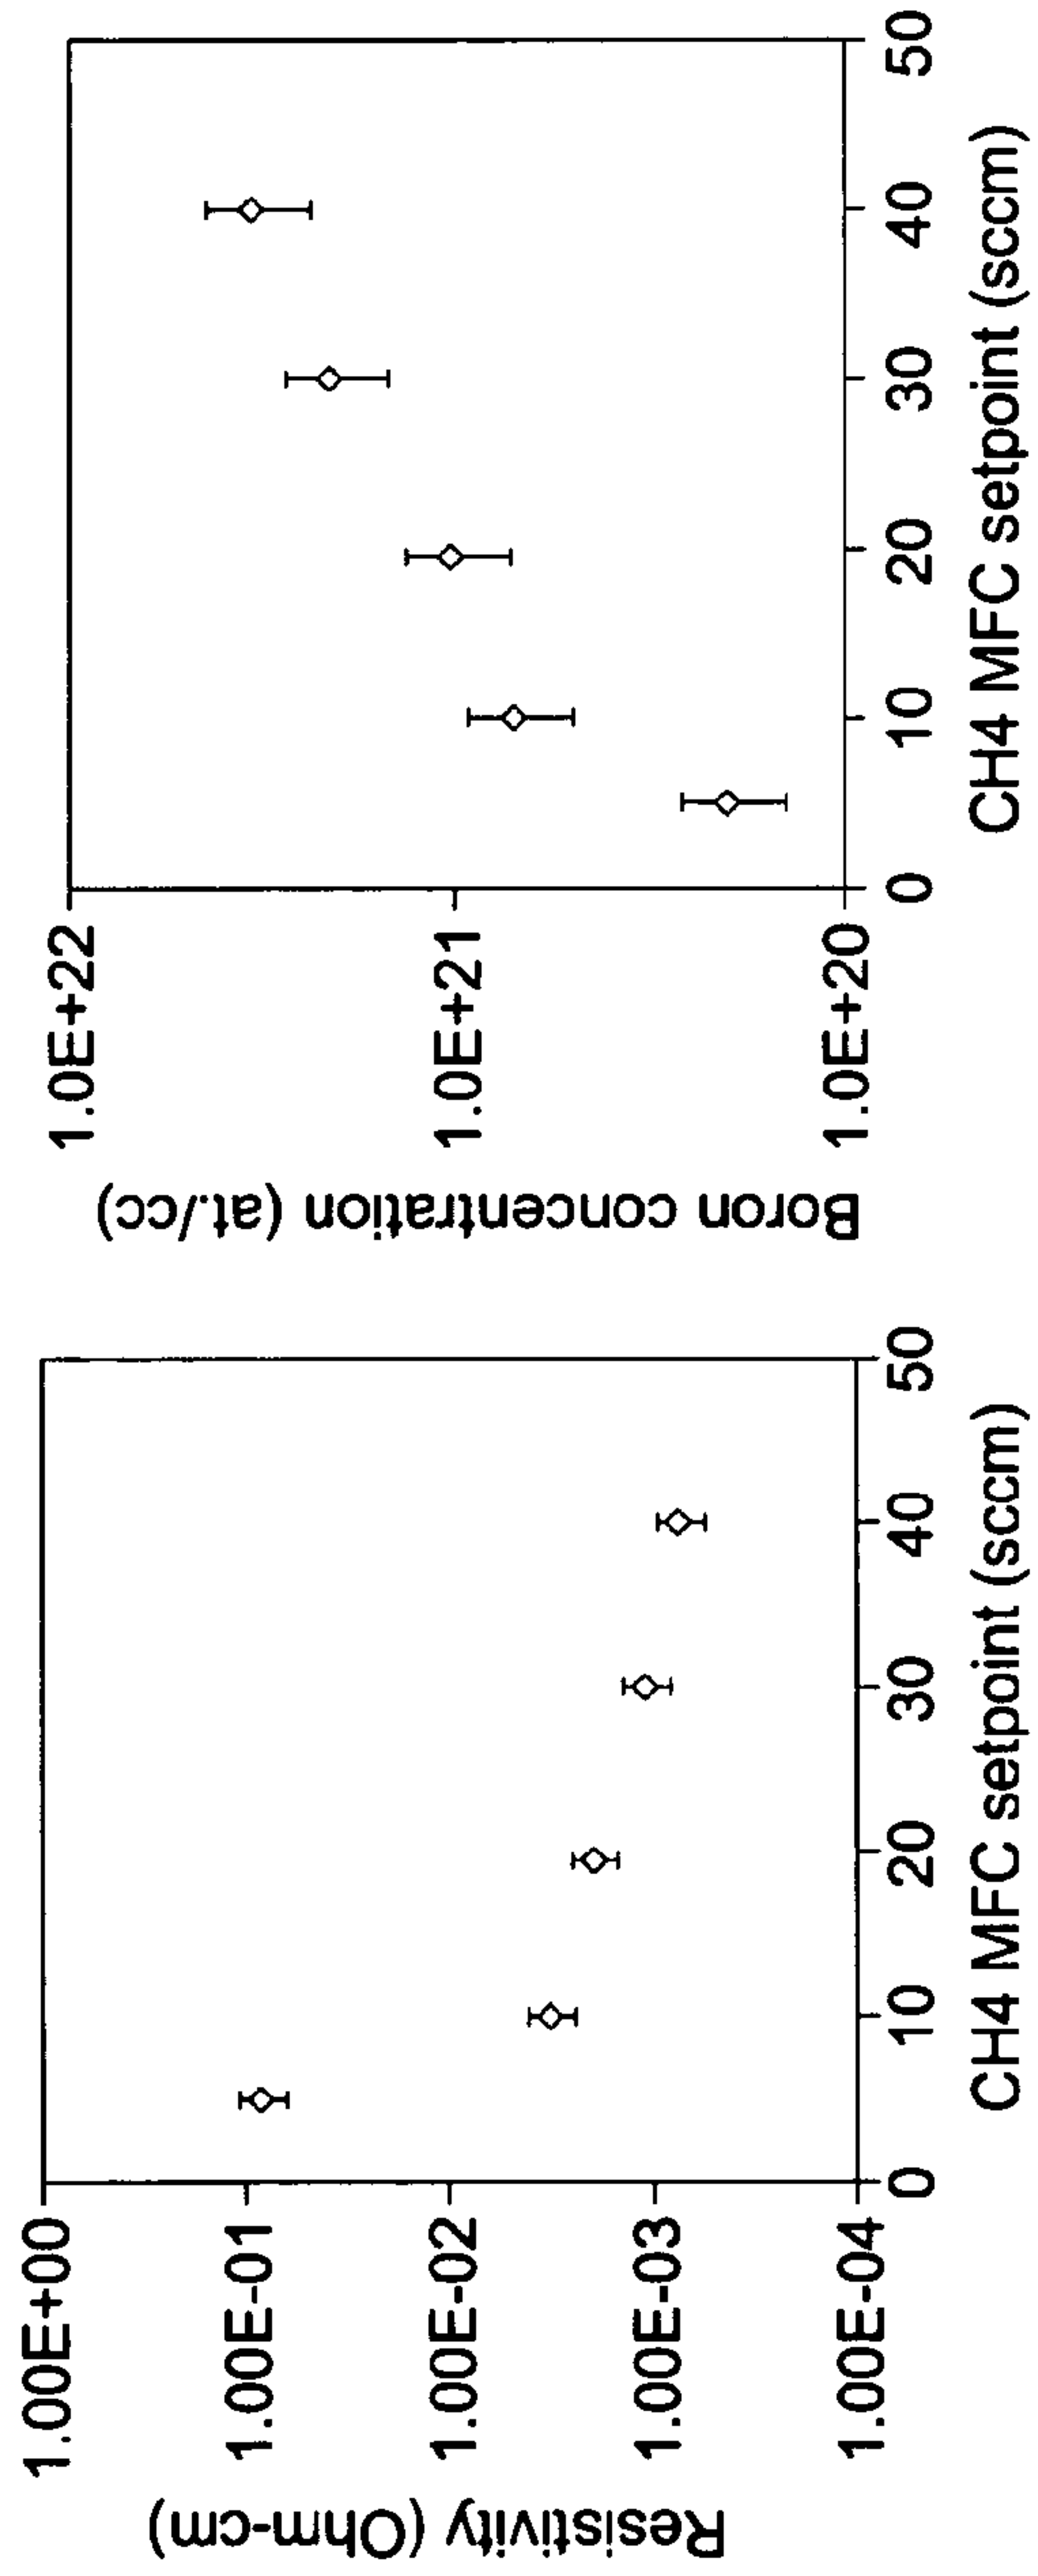 Resistivity (Ohm-cm)
1.00E+00
1.00E-01
1.00E-02
1.00E-03
1.00E-04
0 10 20 30 40 50
CH4 MFC setpoint (sccm)
Boron concentration (at./cc)
1.0E+22
1.0E+21
1.0E+20
0 10 20 30 40 50
CH4 MFC setpoint (sccm)